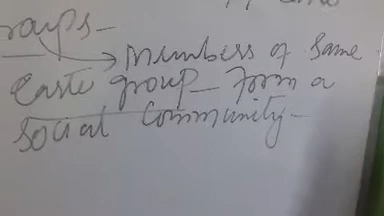 roups -
Members of Same
Caste group - Form a
Social Community -